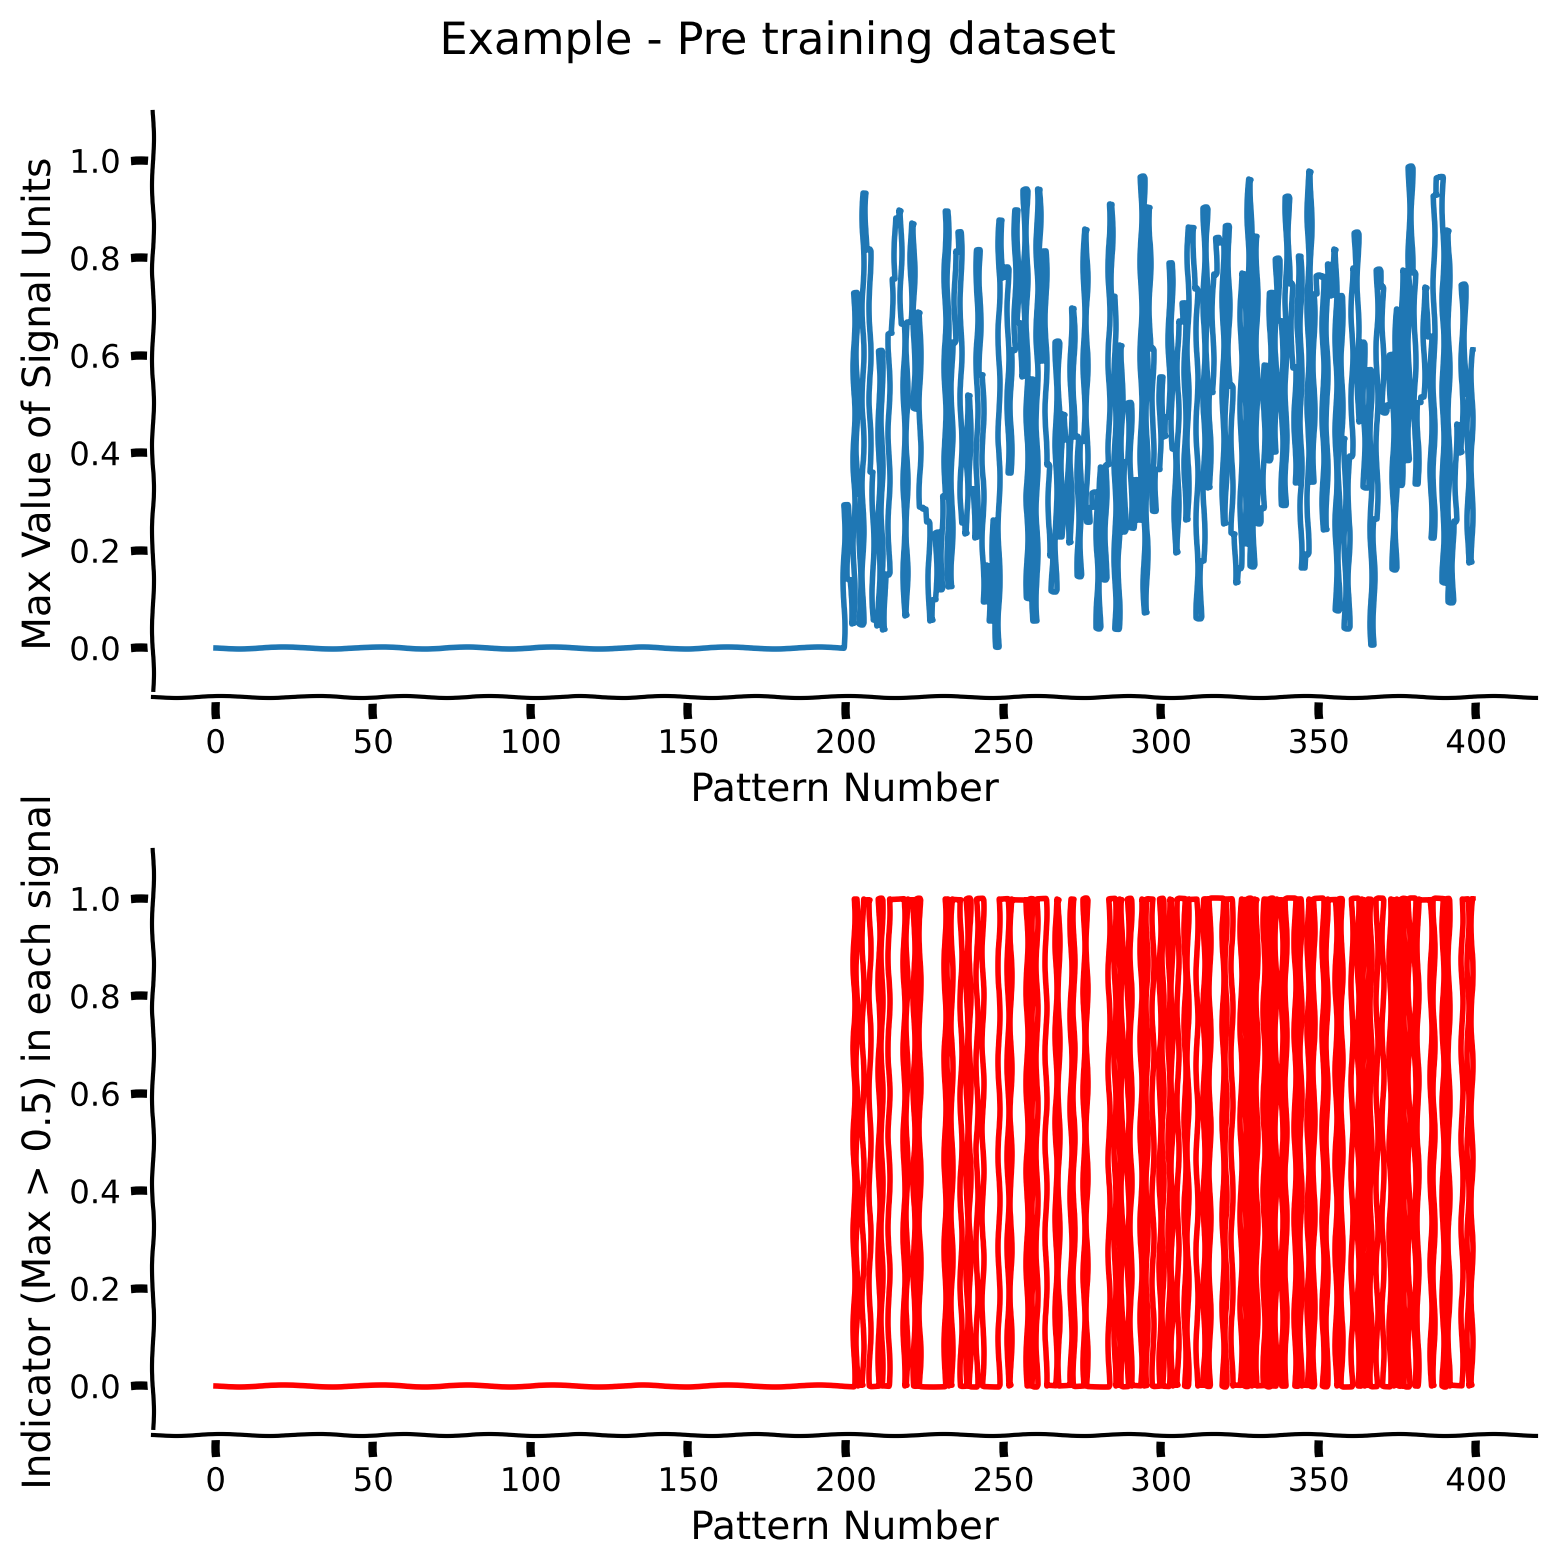 Example - Pre training dataset
Max Value of Signal Units
1.0
0.8
0.6
0.4
0.2
0.0
0 50 100 150 200 250 300 350 400
Pattern Number
Indicator (Max > 0.5) in each signal
1.0
0.8
0.6
0.4
0.2
0.0
0 50 100 150 200 250 300 350 400
Pattern Number